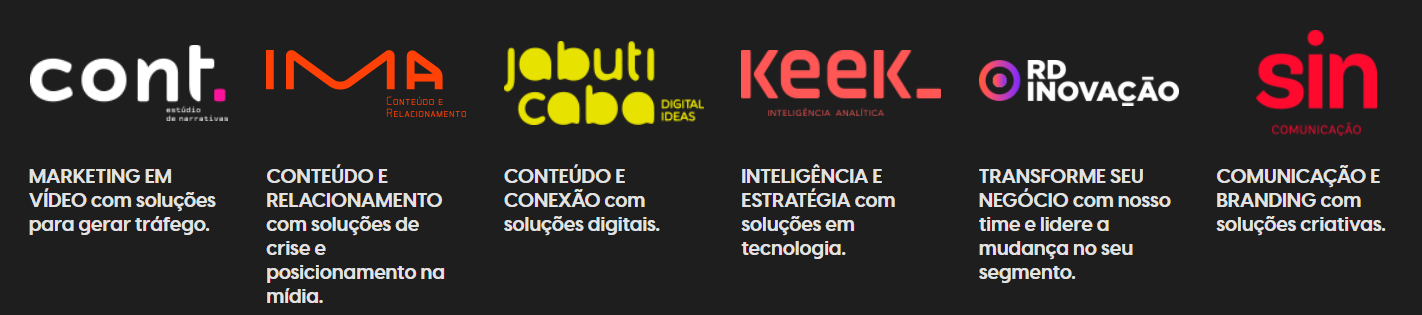 cont.
estúdio
de narrativas
MARKETING EM
VÍDEO com soluções
para gerar tráfego.
IMA
CONTEÚDO E
RELACIONAMENTO
CONTEÚDO E
RELACIONAMENTO
com soluções de
crise e
posicionamento na
mídia.
jabuti
caba
DIGITAL
IDEAS
CONTEÚDO E
CONEXÃO com
soluções digitais.
KEEK_
INTELIGÊNCIA ANALÍTICA
INTELIGÊNCIA E
ESTRATÉGIA com
soluções em
tecnologia.
RD
INOVAÇÃO
TRANSFORME SEU
NEGÓCIO com nosso
time e lidere a
mudança no seu
segmento.
sin
COMUNICAÇÃO
COMUNICAÇÃO E
BRANDING com
soluções criativas.